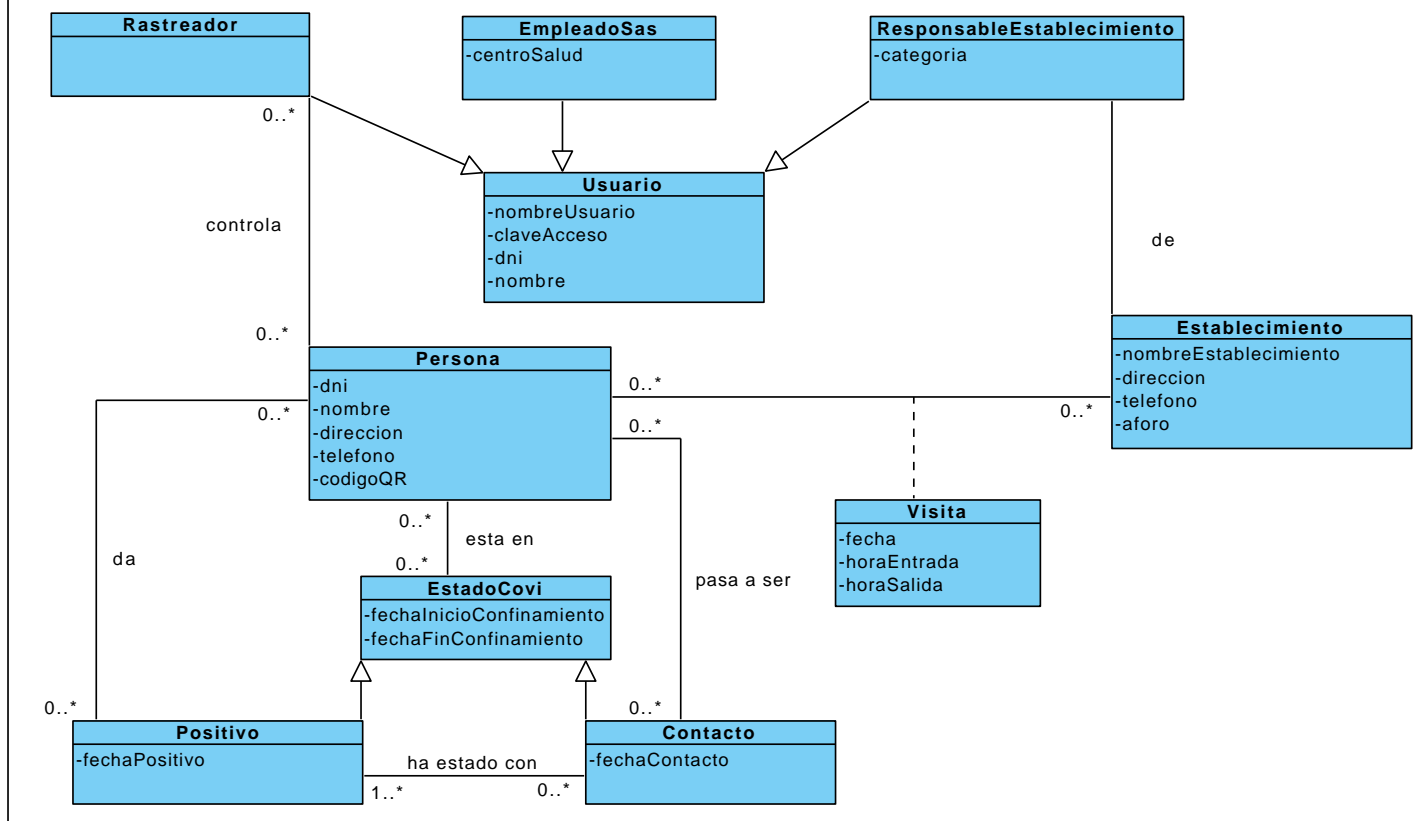 Rastreador
EmpleadoSas
-centroSalud
ResponsableEstablecimiento
-categoria
0..*
Usuario
-nombreUsuario
-claveAcceso
-dni
-nombre
controla
de
0..*
Persona
-dni
-nombre
-direccion
-telefono
-codigoQR
Establecimiento
-nombreEstablecimiento
-direccion
-telefono
-aforo
0..*
0..*
0..*
0..*
Visita
-fecha
-horaEntrada
-horaSalida
0..*
esta en
0..*
da
pasa a ser
EstadoCovi
-fechaInicioConfinamiento
-fechaFinConfinamiento
0..*
0..*
Positivo
-fechaPositivo
Contacto
-fechaContacto
ha estado con
1..*
0..*